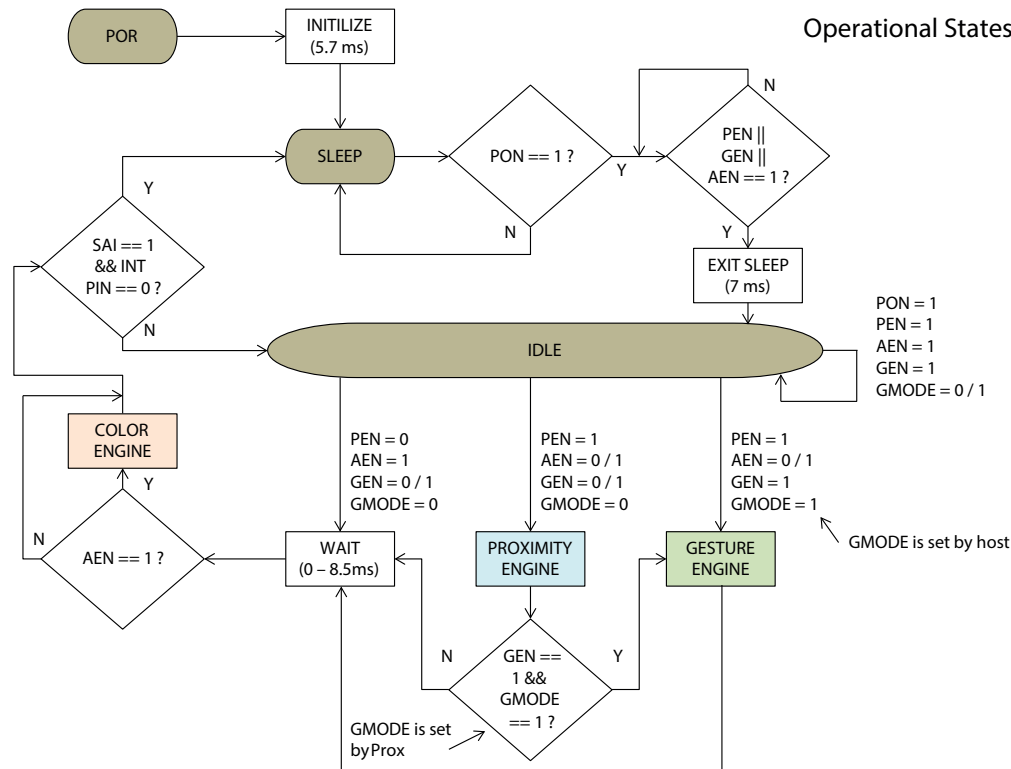 Operational States
POR
INITILIZE
(5.7 ms)
SLEEP
PON == 1 ?
Y
N
N
PEN ||
GEN ||
AEN == 1 ?
Y
EXIT SLEEP
(7 ms)
Y
SAI == 1
&& INT
PIN == 0 ?
N
IDLE
PON = 1
PEN = 1
AEN = 1
GEN = 1
GMODE = 0 / 1
COLOR
ENGINE
Y
N
AEN == 1 ?
PEN = 0
AEN = 1
GEN = 0 / 1
GMODE = 0
WAIT
(0 – 8.5ms)
PEN = 1
AEN = 0 / 1
GEN = 0 / 1
GMODE = 0
PROXIMITY
ENGINE
PEN = 1
AEN = 0 / 1
GEN = 1
GMODE = 1
GMODE is set by host
GESTURE
ENGINE
N
GEN ==
1 &&
GMODE
== 1 ?
Y
GMODE is set
by Prox